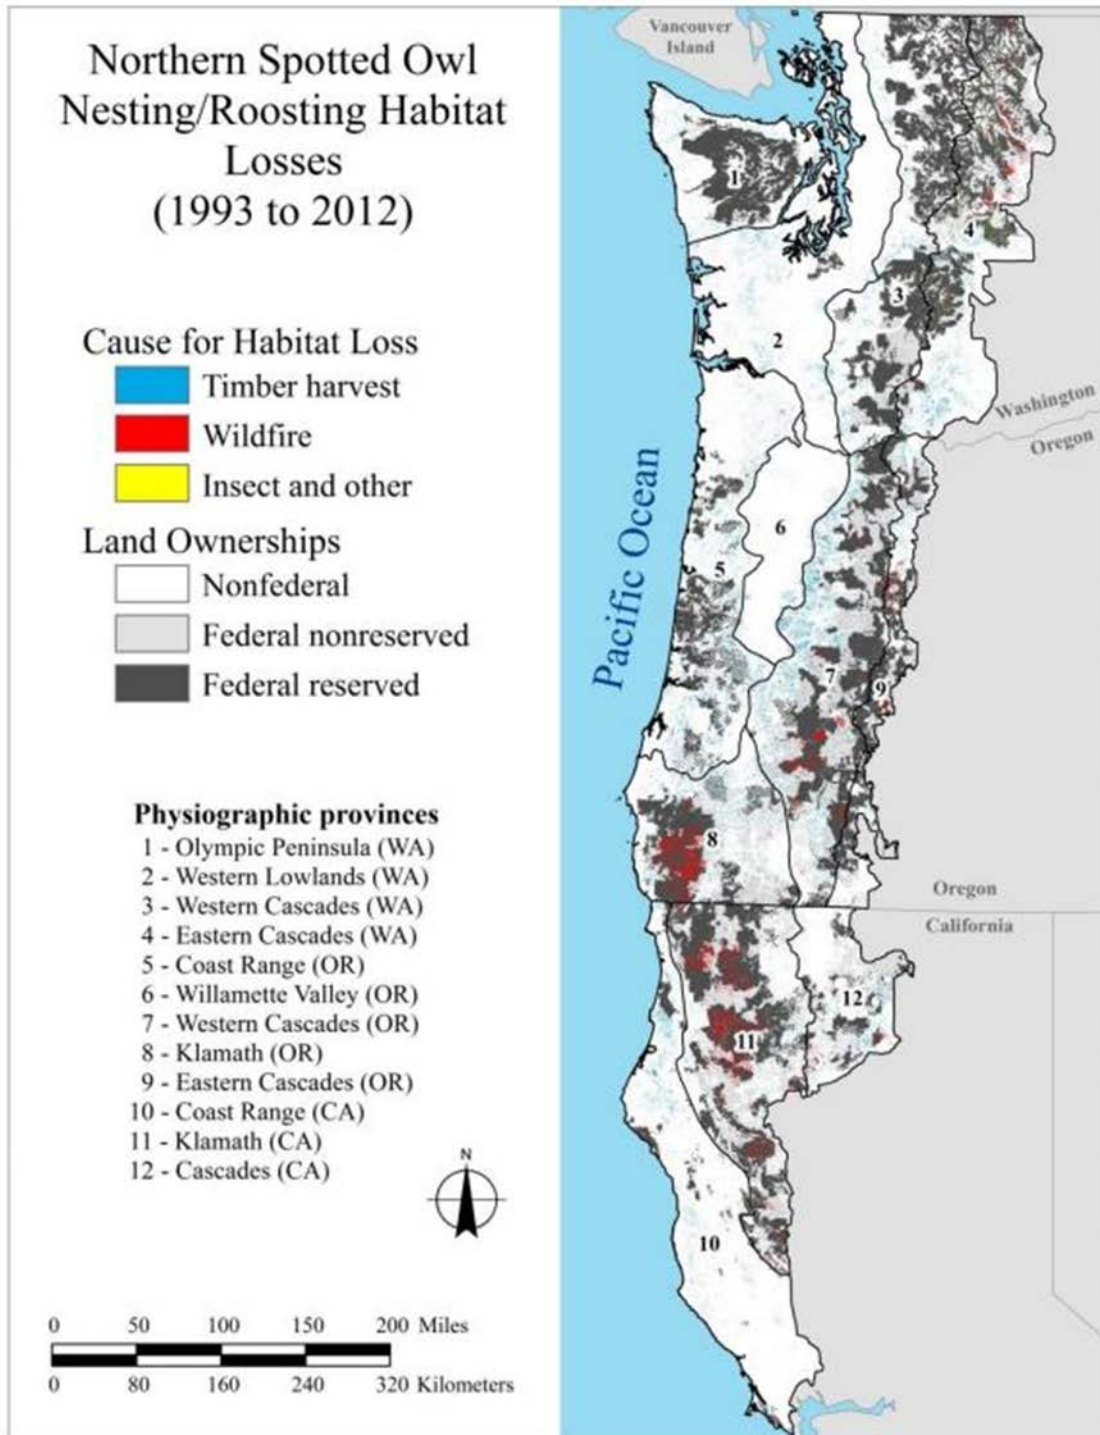 Northern Spotted Owl
Nesting/Roosting Habitat
Losses
(1993 to 2012)
Cause for Habitat Loss
Timber harvest
Wildfire
Insect and other
Land Ownerships
Nonfederal
Federal nonreserved
Federal reserved
Physiographic provinces
1 - Olympic Peninsula (WA)
2 - Western Lowlands (WA)
3 - Western Cascades (WA)
4 - Eastern Cascades (WA)
5 - Coast Range (OR)
6 - Willamette Valley (OR)
7 - Western Cascades (OR)
8 - Klamath (OR)
9 - Eastern Cascades (OR)
10 - Coast Range (CA)
11 - Klamath (CA)
12 - Cascades (CA)
N
0 50 100 150 200 Miles
0 80 160 240 320 Kilometers
Vancouver
Island
1
4
3
2
Washington
Oregon
Pacific Ocean
6
5
7
9
8
Oregon
California
12
11
10